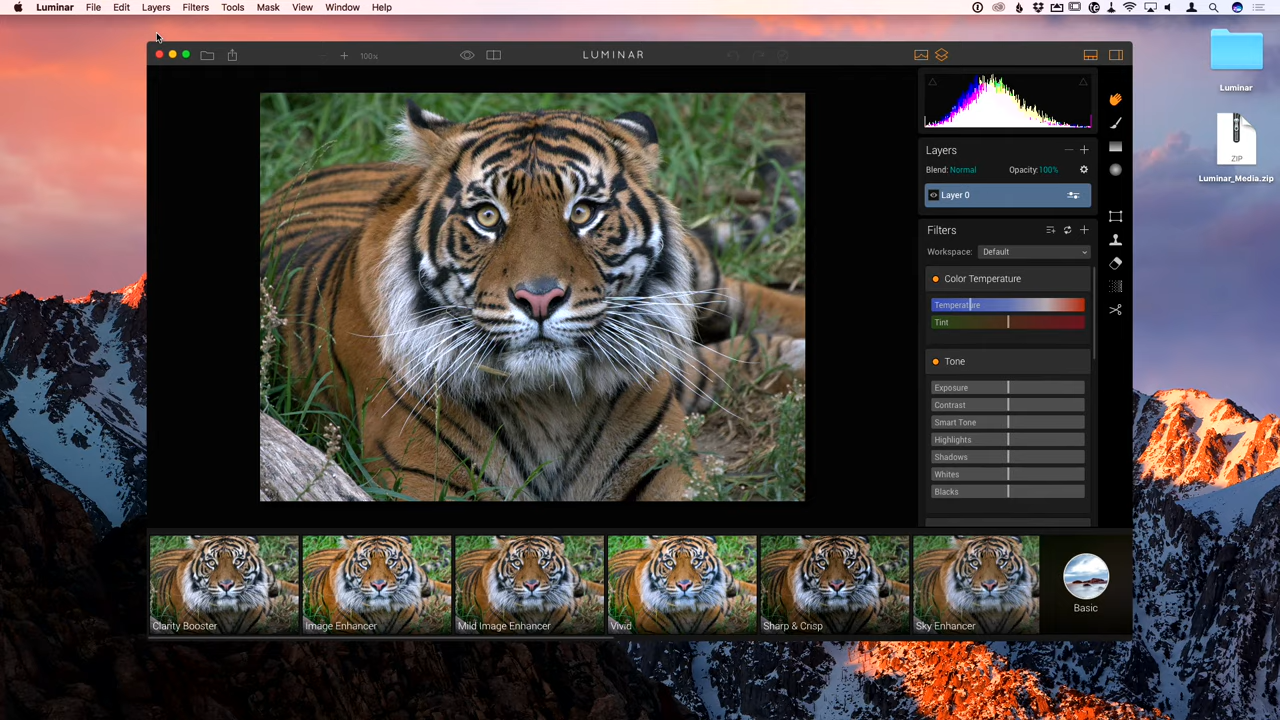 Luminar File Edit Layers Filters Tools Mask View Window Help
100%
LUMINAR
Luminar
ZIP
Luminar_Media.zip
Layers
Blend: Normal Opacity: 100%
Layer 0
Filters
Workspace: Default
Color Temperature
Temperature
Tint
Tone
Exposure
Contrast
Smart Tone
Highlights
Shadows
Whites
Blacks
Clarity Booster
Image Enhancer
Mild Image Enhancer
Vivid
Sharp & Crisp
Sky Enhancer
Basic